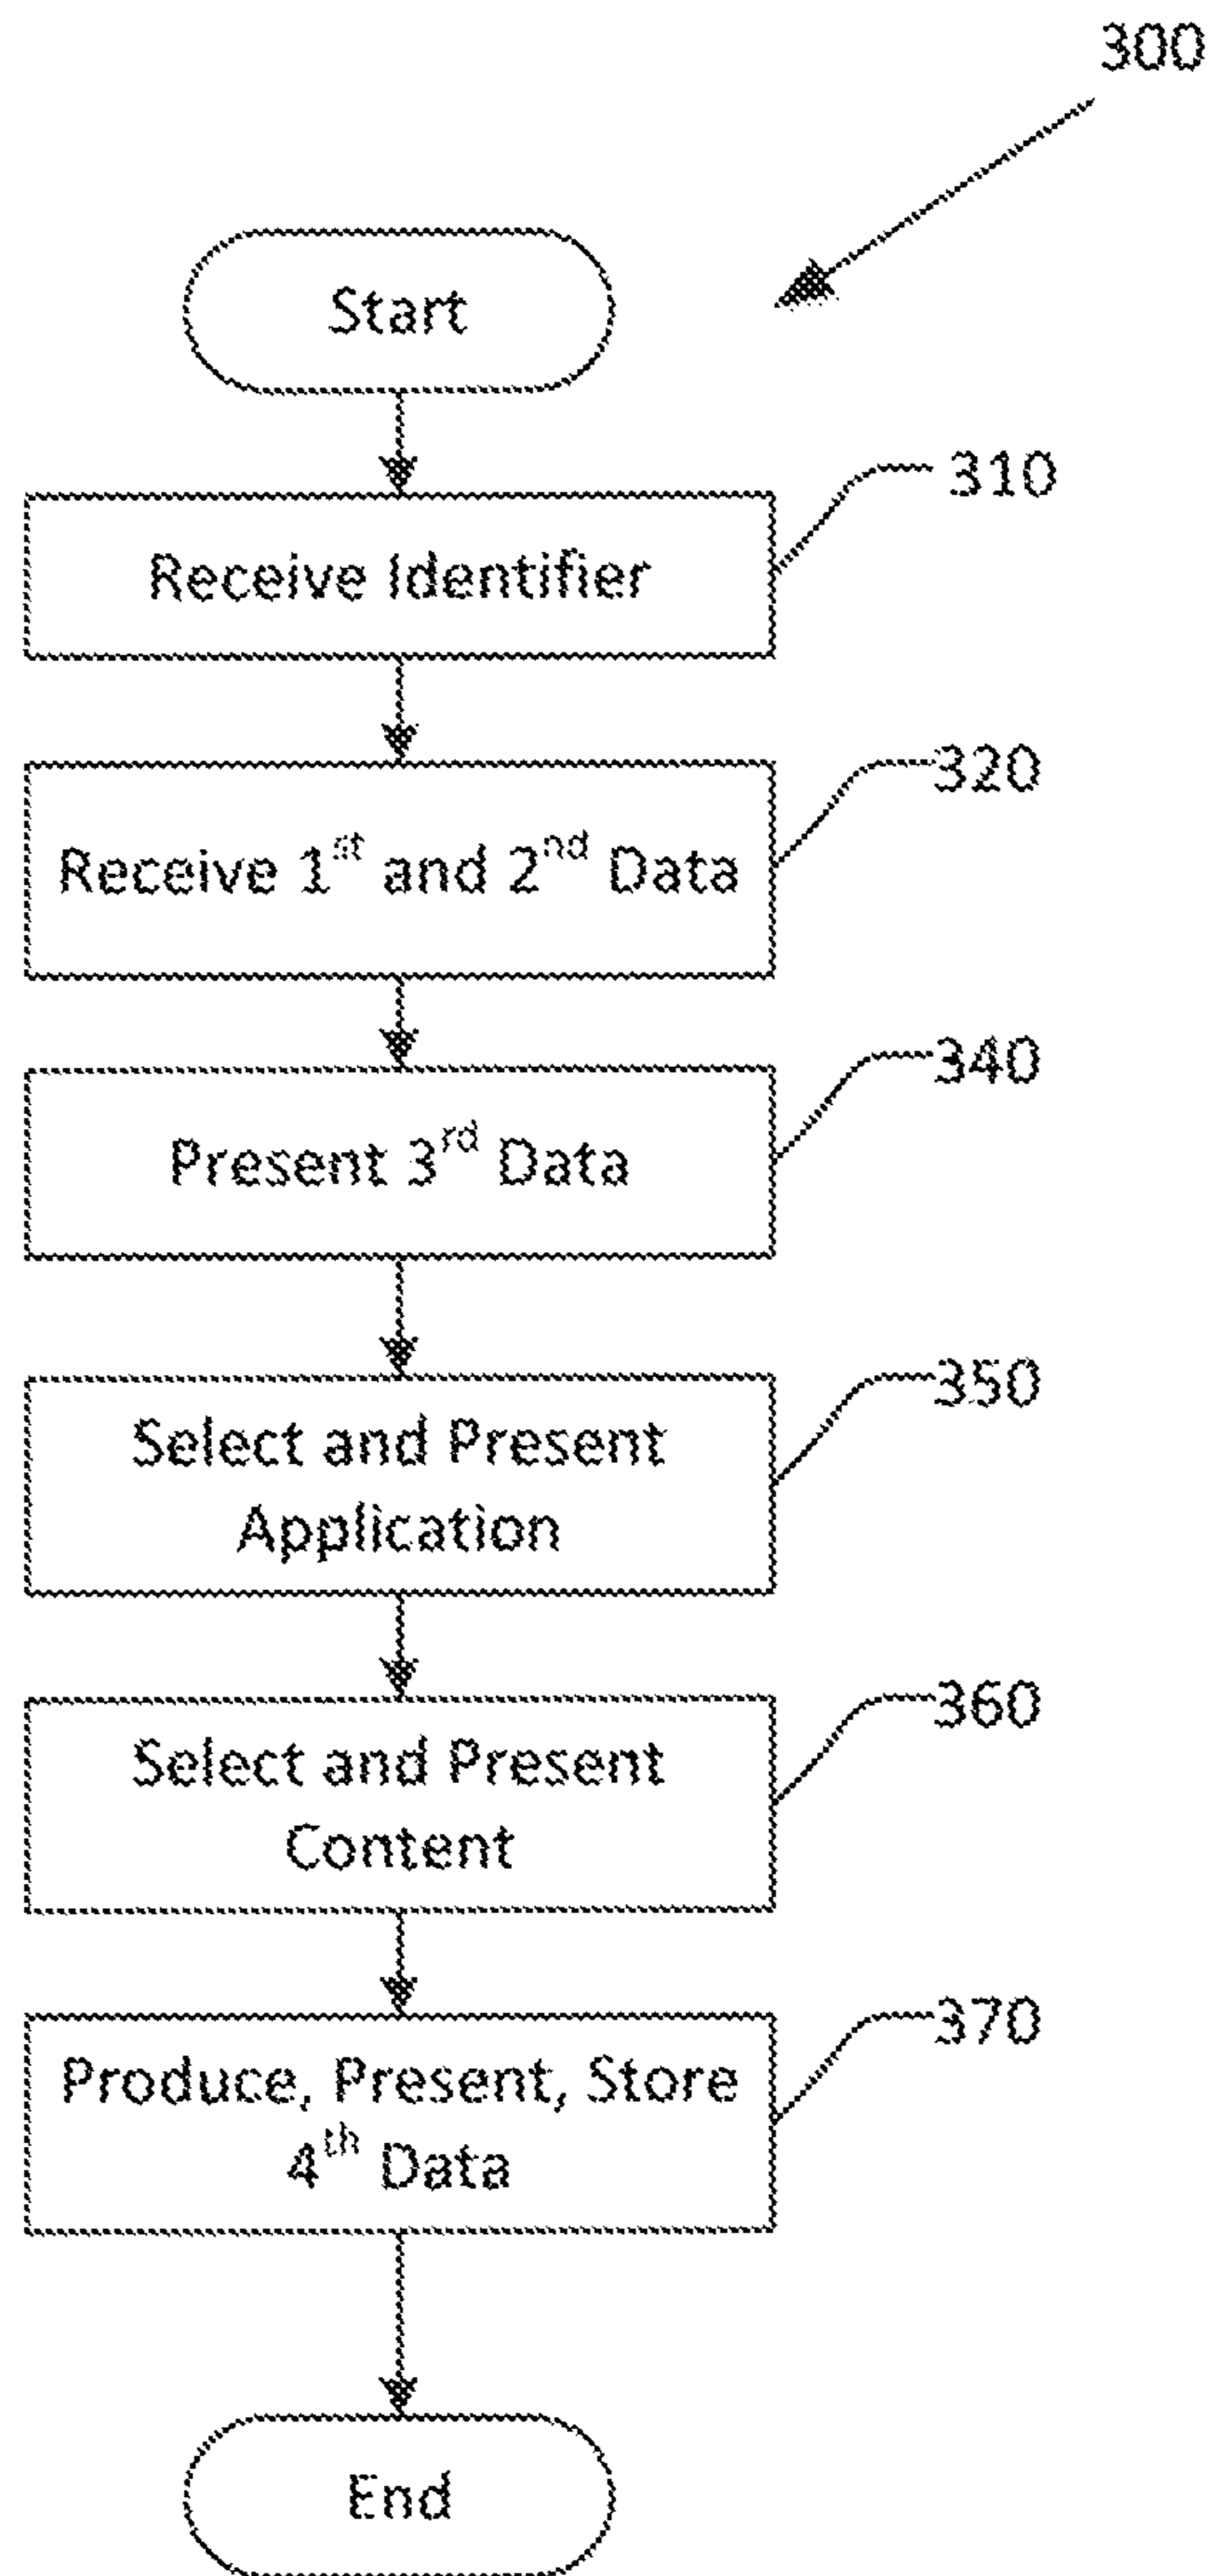 300
Start
310
Receive Identifier
320
Receive 1st and 2nd Data
340
Present 3rd Data
350
Select and Present
Application
360
Select and Present
Content
370
Produce, Present, Store
4th Data
End